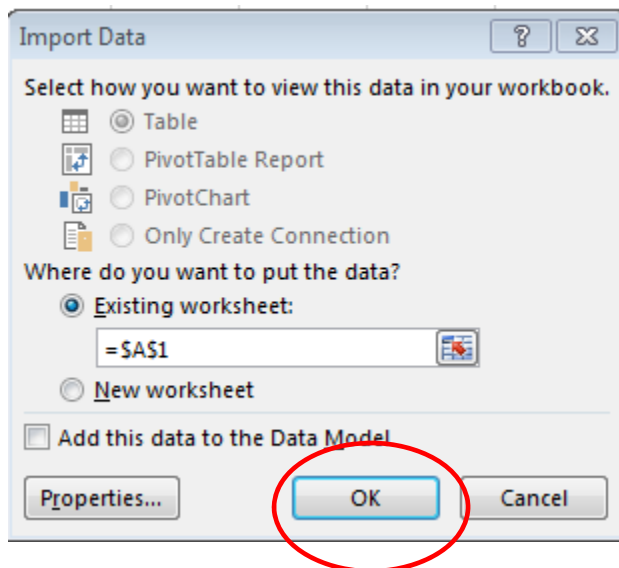 Import Data
Select how you want to view this data in your workbook.
Table
PivotTable Report
PivotChart
Only Create Connection
Where do you want to put the data?
Existing worksheet:
=$A$1
New worksheet
Add this data to the Data Model
Properties... OK Cancel